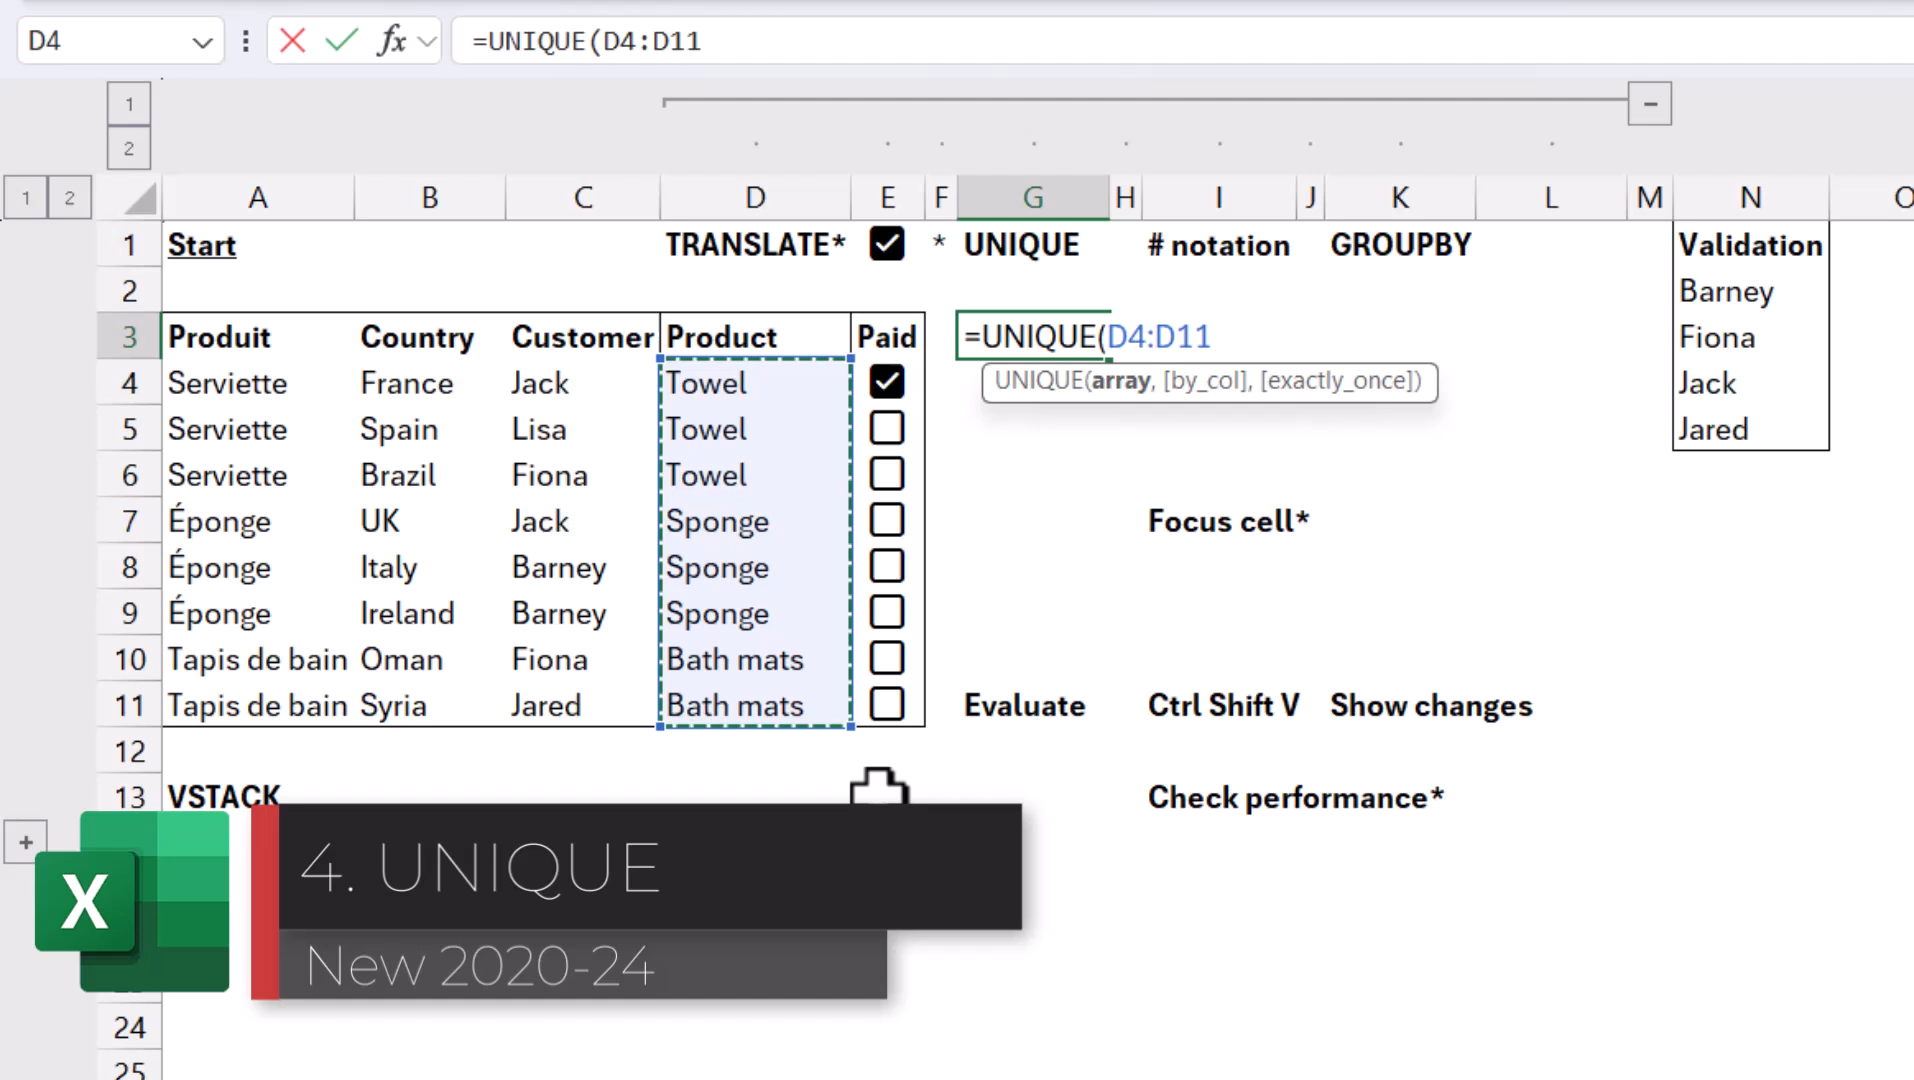 D4 fx =UNIQUE(D4:D11
1
2
1 2 A B C D E F G H I J K L M N O
1 Start TRANSLATE* * UNIQUE # notation GROUPBY Validation
2 Barney
3 Produit Country Customer Product Paid =UNIQUE(D4:D11 Fiona
4 Serviette France Jack Towel UNIQUE(array, [by_col], [exactly_once]) Jack
5 Serviette Spain Lisa Towel Jared
6 Serviette Brazil Fiona Towel
7 Éponge UK Jack Sponge Focus cell*
8 Éponge Italy Barney Sponge
9 Éponge Ireland Barney Sponge
10 Tapis de bain Oman Fiona Bath mats
11 Tapis de bain Syria Jared Bath mats Evaluate Ctrl Shift V Show changes
12
13 VSTACK Check performance*
X 4. UNIQUE
New 2020-24
24
25